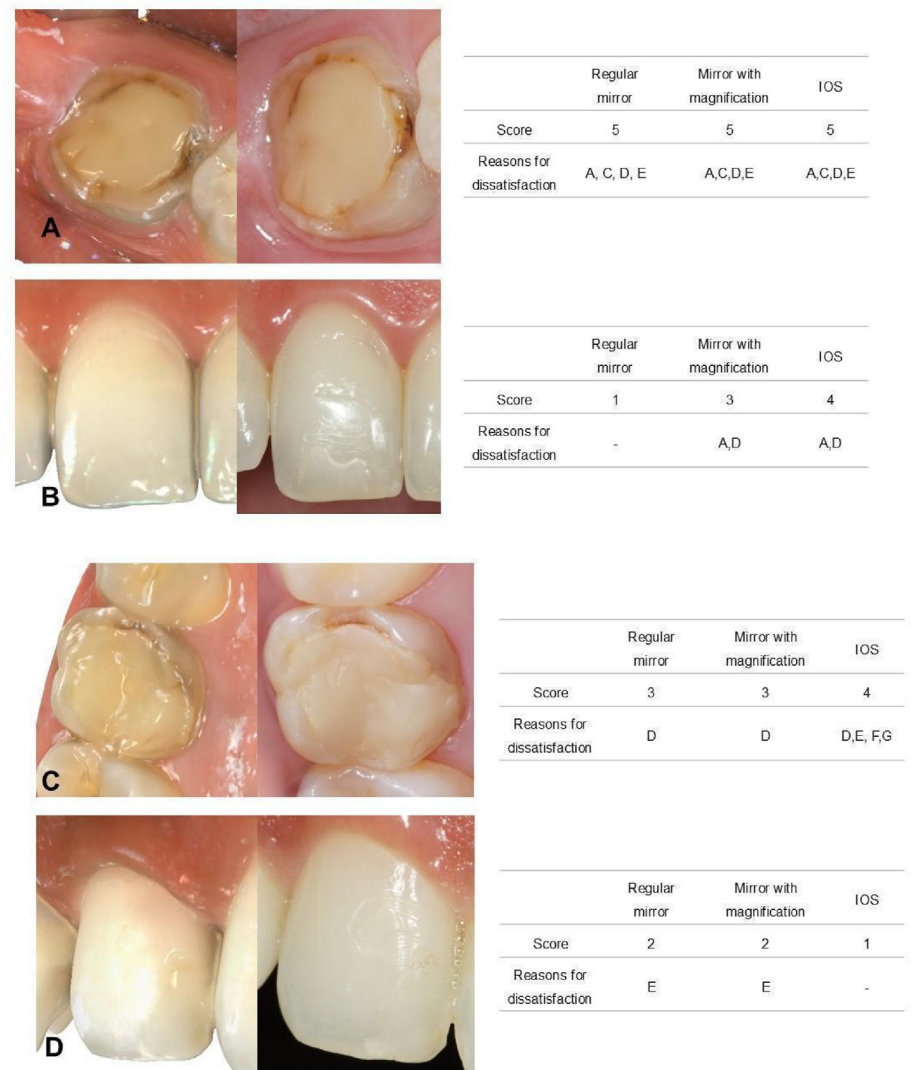 A
Regular mirror
Mirror with magnification
IOS
Score 5 5 5
Reasons for dissatisfaction A, C, D, E A,C,D,E A,C,D,E
B
Regular mirror
Mirror with magnification
IOS
Score 1 3 4
Reasons for dissatisfaction - A,D A,D
C
Regular mirror
Mirror with magnification
IOS
Score 3 3 4
Reasons for dissatisfaction D D D,E, F,G
D
Regular mirror
Mirror with magnification
IOS
Score 2 2 1
Reasons for dissatisfaction E E -